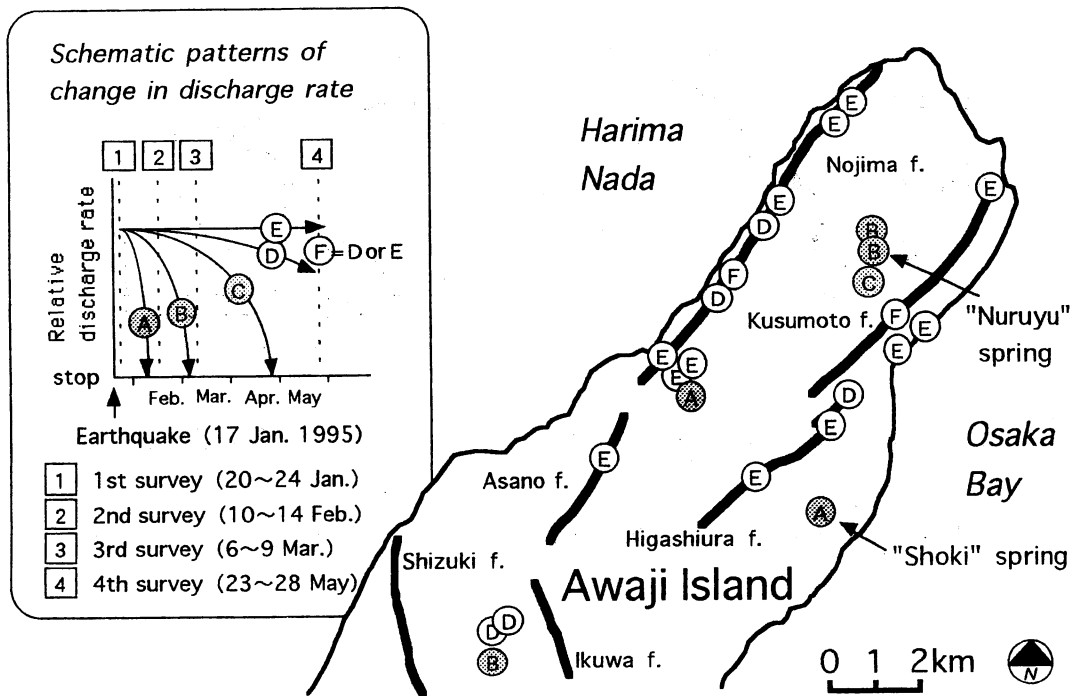 Schematic patterns of
change in discharge rate
1 2 3 4
Relative
discharge rate
E
D
F = D or E
C
B
A
stop
Feb. Mar. Apr. May
Earthquake (17 Jan. 1995)
1 1st survey (20~24 Jan.)
2 2nd survey (10~14 Feb.)
3 3rd survey (6~9 Mar.)
4 4th survey (23~28 May)
Harima
Nada
E
E
Nojima f.
E
E
D
B
B
C
F
D
"Nuruyu"
spring
Kusumoto f.
F
E
E
E
E
E
A
D
E
Osaka
Bay
Asano f.
E
E
A
Higashiura f.
"Shoki" spring
Shizuki f.
Awaji Island
D
D
B
Ikuwa f.
0 1 2km
N